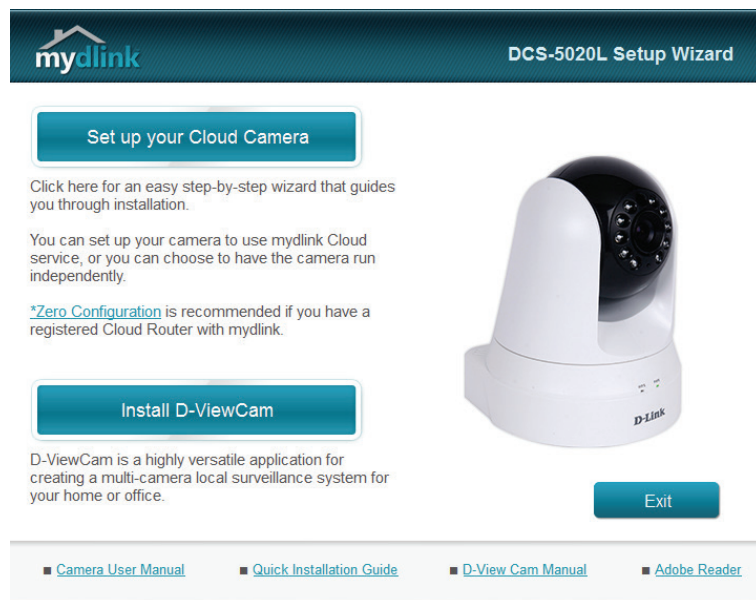 mydlink
DCS-5020L Setup Wizard
Set up your Cloud Camera
Click here for an easy step-by-step wizard that guides
you through installation.
You can set up your camera to use mydlink Cloud
service, or you can choose to have the camera run
independently.
*Zero Configuration is recommended if you have a
registered Cloud Router with mydlink.
Install D-ViewCam
D-ViewCam is a highly versatile application for
creating a multi-camera local surveillance system for
your home or office.
D-Link
Exit
Camera User Manual
Quick Installation Guide
D-View Cam Manual
Adobe Reader